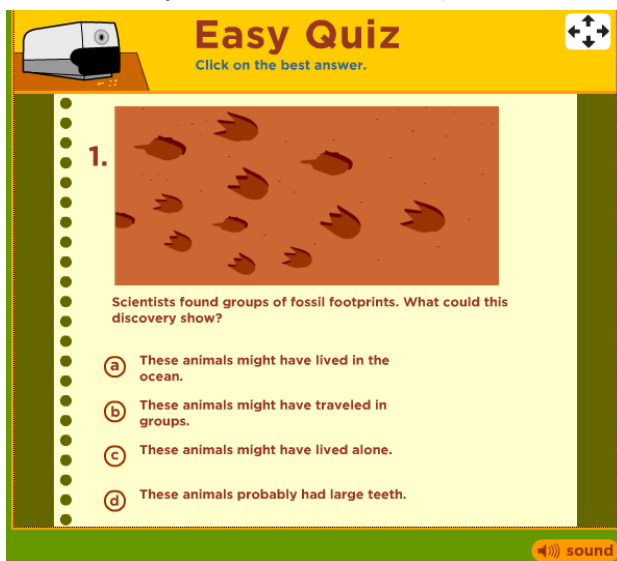 Easy Quiz
Click on the best answer.
1.
Scientists found groups of fossil footprints. What could this
discovery show?
a These animals might have lived in the
ocean.
b These animals might have traveled in
groups.
c These animals might have lived alone.
d These animals probably had large teeth.
sound